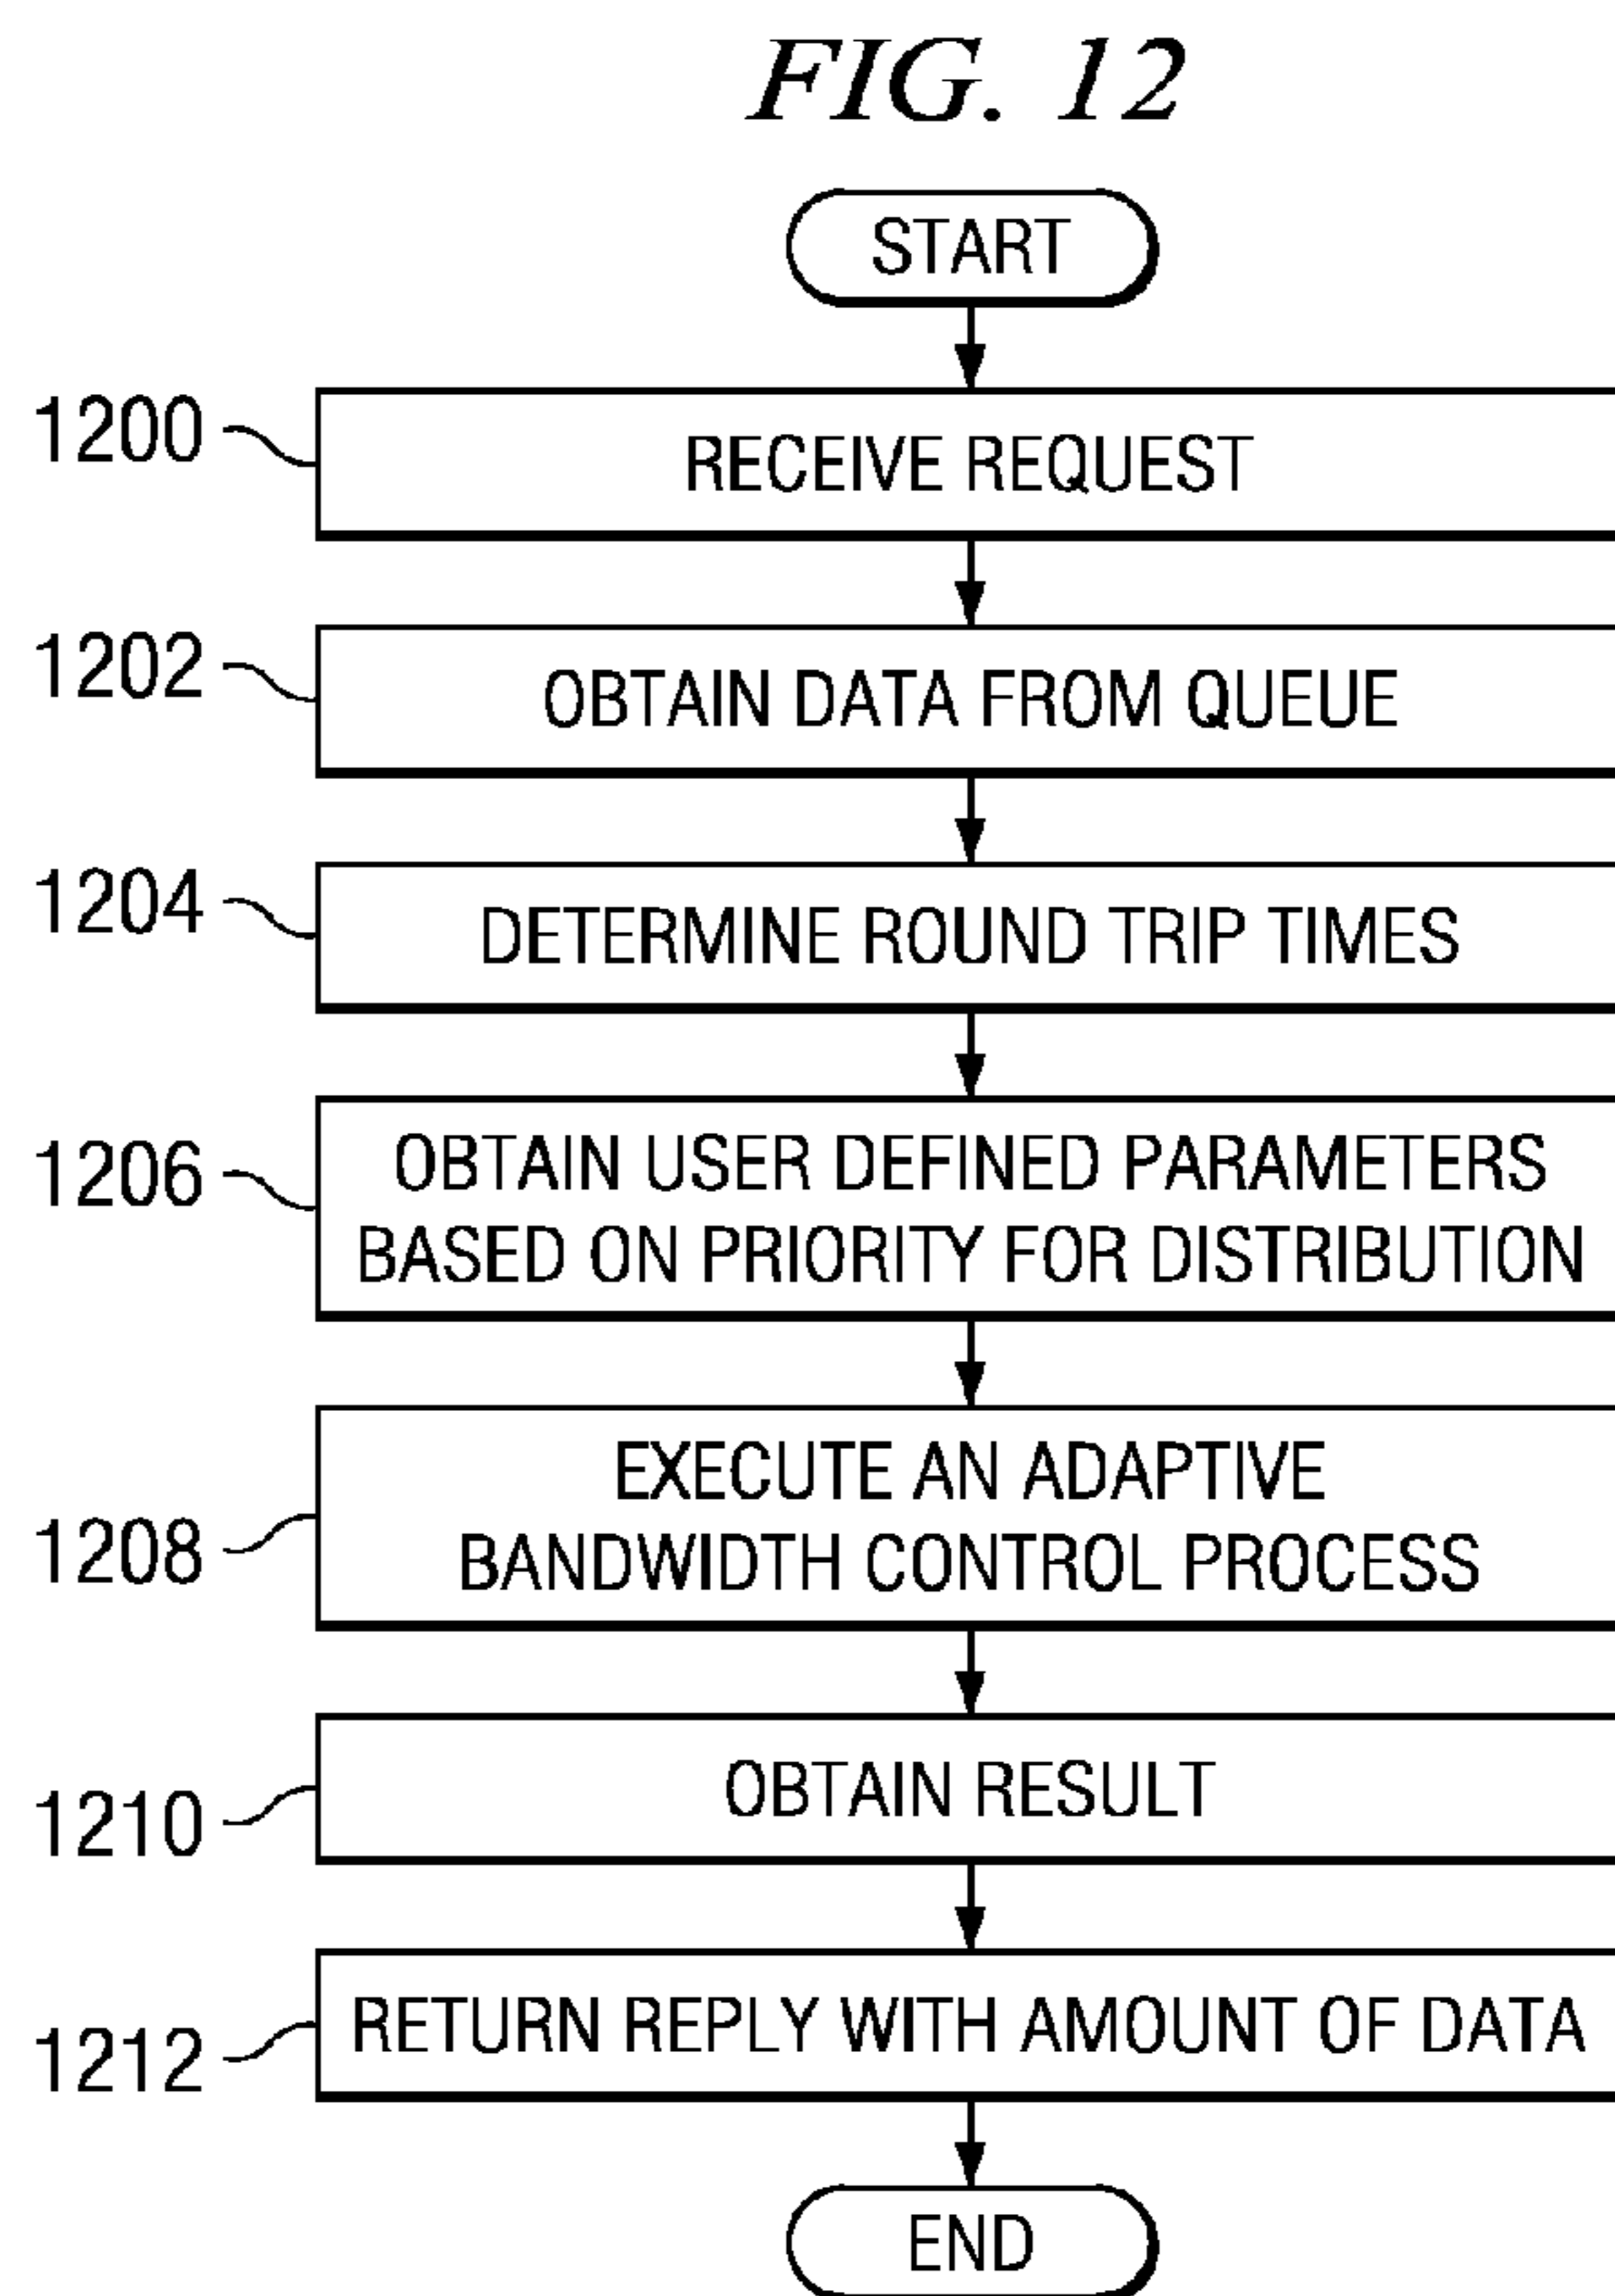 FIG. 12
START
1200
RECEIVE REQUEST
1202
OBTAIN DATA FROM QUEUE
1204
DETERMINE ROUND TRIP TIMES
1206
OBTAIN USER DEFINED PARAMETERS
BASED ON PRIORITY FOR DISTRIBUTION
1208
EXECUTE AN ADAPTIVE
BANDWIDTH CONTROL PROCESS
1210
OBTAIN RESULT
1212
RETURN REPLY WITH AMOUNT OF DATA
END